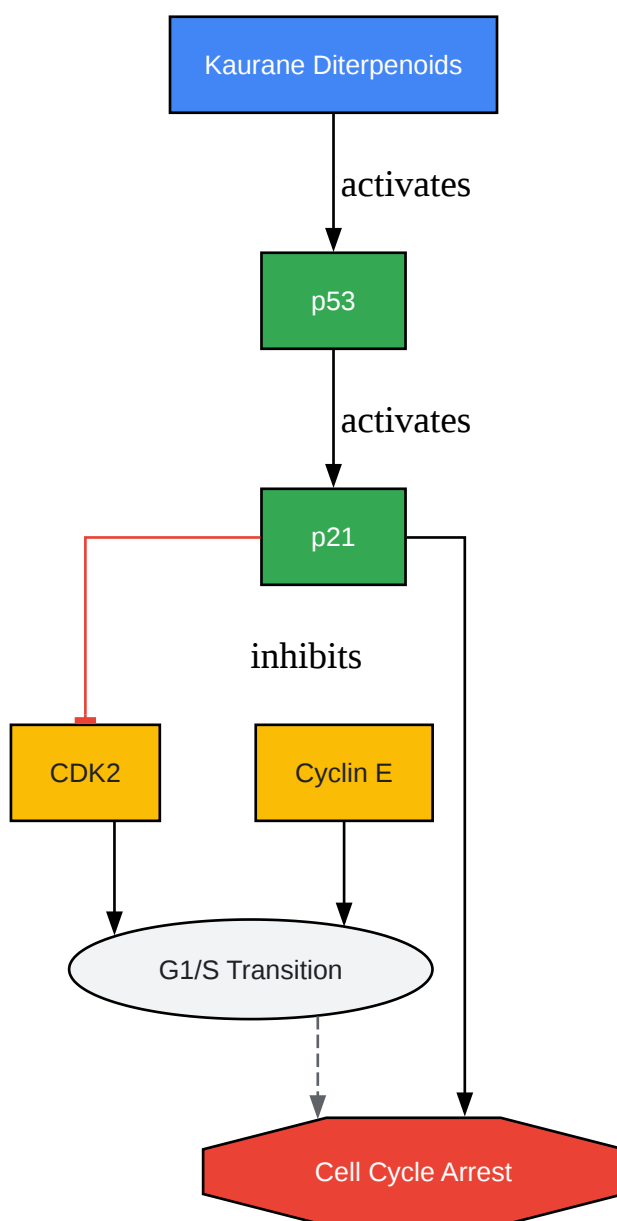 Kaurane Diterpenoids
activates
p53
activates
p21
inhibits
CDK2
Cyclin E
G1/S Transition
Cell Cycle Arrest